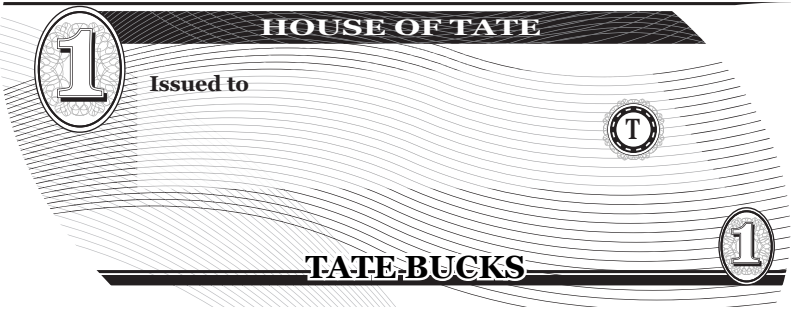 HOUSE OF TATE
1
Issued to
T
1
TATE BUCKS